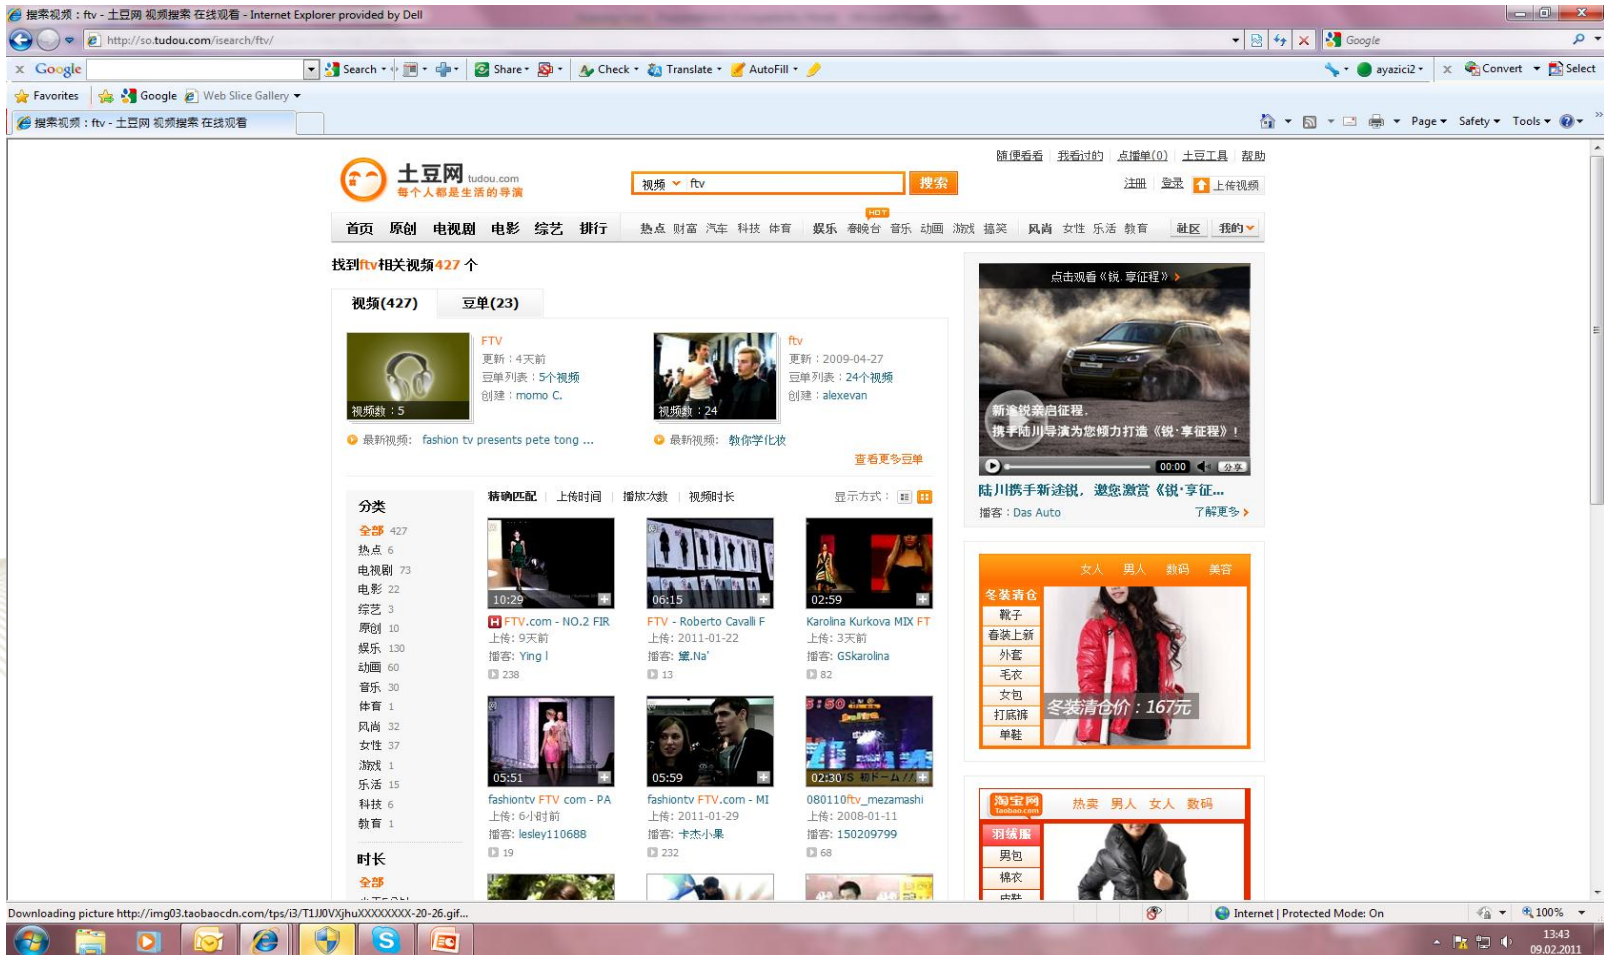 搜索视频：ftv - 土豆网 视频搜索 在线观看 - Internet Explorer provided by Dell
http://so.tudou.com/isearch/ftv/
Google
x Google Search Share Check Translate AutoFill ayazici2 x Convert Select
Favorites Google Web Slice Gallery
搜索视频：ftv - 土豆网 视频搜索 在线观看
Page Safety Tools
随便看看 我看过的 点播单(0) 土豆工具 帮助
土豆网 tudou.com
每个人都是生活的导演
视频 ftv 搜索
注册 登录 上传视频
HOT
首页 原创 电视剧 电影 综艺 排行 热点 财富 汽车 科技 体育 娱乐 春晚台 音乐 动画 游戏 搞笑 风尚 女性 乐活 教育 社区 我的
找到ftv相关视频427 个
视频(427) 豆单(23)
FTV
更新：4天前
豆单列表：5个视频
创建：momo C.
视频数：5
最新视频: fashion tv presents pete tong ...
ftv
更新：2009-04-27
豆单列表：24个视频
创建：alexevan
视频数：24
最新视频: 教你学化妆
查看更多豆单
分类
全部 427
热点 6
电视剧 73
电影 22
综艺 3
原创 10
娱乐 130
动画 60
音乐 30
体育 1
风尚 32
女性 37
游戏 1
乐活 15
科技 6
教育 1
时长
全部
精确匹配 上传时间 播放次数 视频时长 显示方式：
10:29
H FTV.com - NO.2 FIR
上传: 9天前
播客: Ying l
238
06:15
FTV - Roberto Cavalli F
上传: 2011-01-22
播客: 黛.Na'
13
02:59
Karolina Kurkova MIX FT
上传: 3天前
播客: GSkarolina
82
05:51
fashiontv FTV com - PA
上传: 6小时前
播客: lesley110688
19
05:59
fashiontv FTV.com - MI
上传: 2011-01-29
播客: 卡杰小果
232
5:50
02:30
080110ftv_mezamashi
上传: 2008-01-11
播客: 150209799
68
点击观看《锐·享征程》
新途锐亲启征程，
携手陆川导演为您倾力打造《锐·享征程》！
00:00 分享
陆川携手新途锐，邀您激赏《锐·享征...
播客：Das Auto 了解更多
女人 男人 数码 美容
冬装清仓
靴子
春装上新
外套
毛衣
女包
打底裤
单鞋
冬装清仓价：167元
淘宝网
Taobao.com
热卖 男人 女人 数码
羽绒服
男包
棉衣
Downloading picture http://img03.taobaocdn.com/tps/i3/T1JJ0VXjhuXXXXXXXX-20-26.gif...
Internet | Protected Mode: On
100%
13:43
09.02.2011